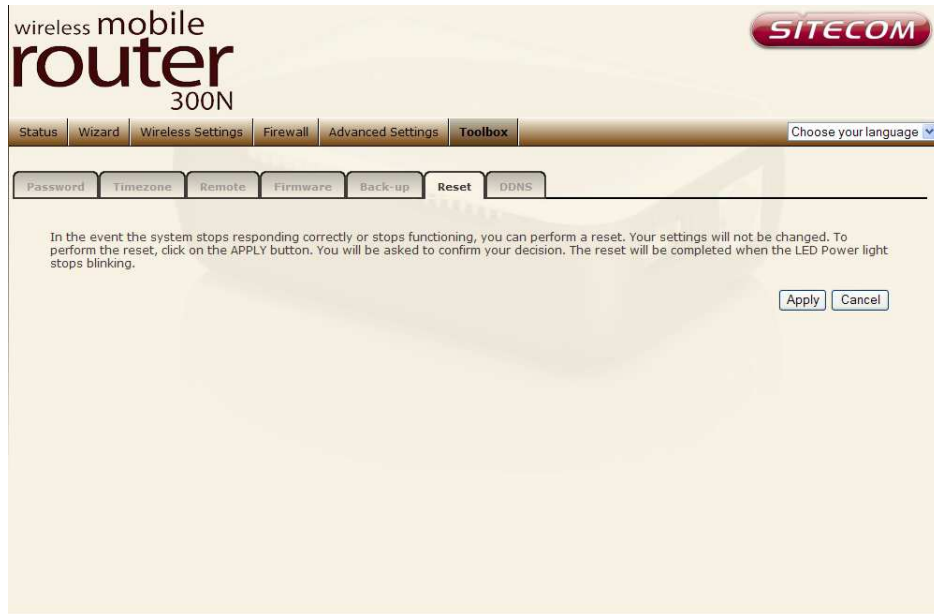 wireless mobile
router
300N
SITECOM
Status Wizard Wireless Settings Firewall Advanced Settings Toolbox Choose your language
Password Timezone Remote Firmware Back-up Reset DDNS
In the event the system stops responding correctly or stops functioning, you can perform a reset. Your settings will not be changed. To
perform the reset, click on the APPLY button. You will be asked to confirm your decision. The reset will be completed when the LED Power light
stops blinking.
Apply Cancel